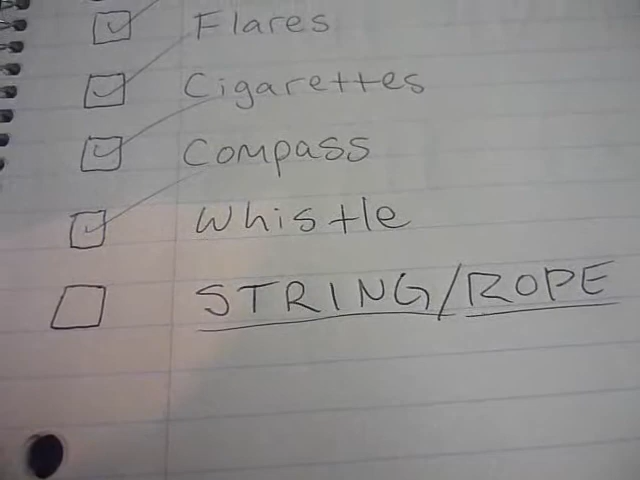 Flares
Cigarettes
Compass
Whistle
STRING/ROPE